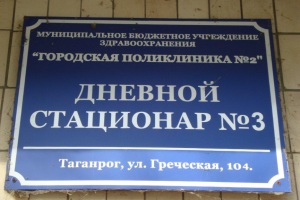 МУНИЦИПАЛЬНОЕ БЮДЖЕТНОЕ УЧРЕЖДЕНИЕ
ЗДРАВООХРАНЕНИЯ
"ГОРОДСКАЯ ПОЛИКЛИНИКА №2"
ДНЕВНОЙ
СТАЦИОНАР №3
Таганрог, ул. Греческая, 104.